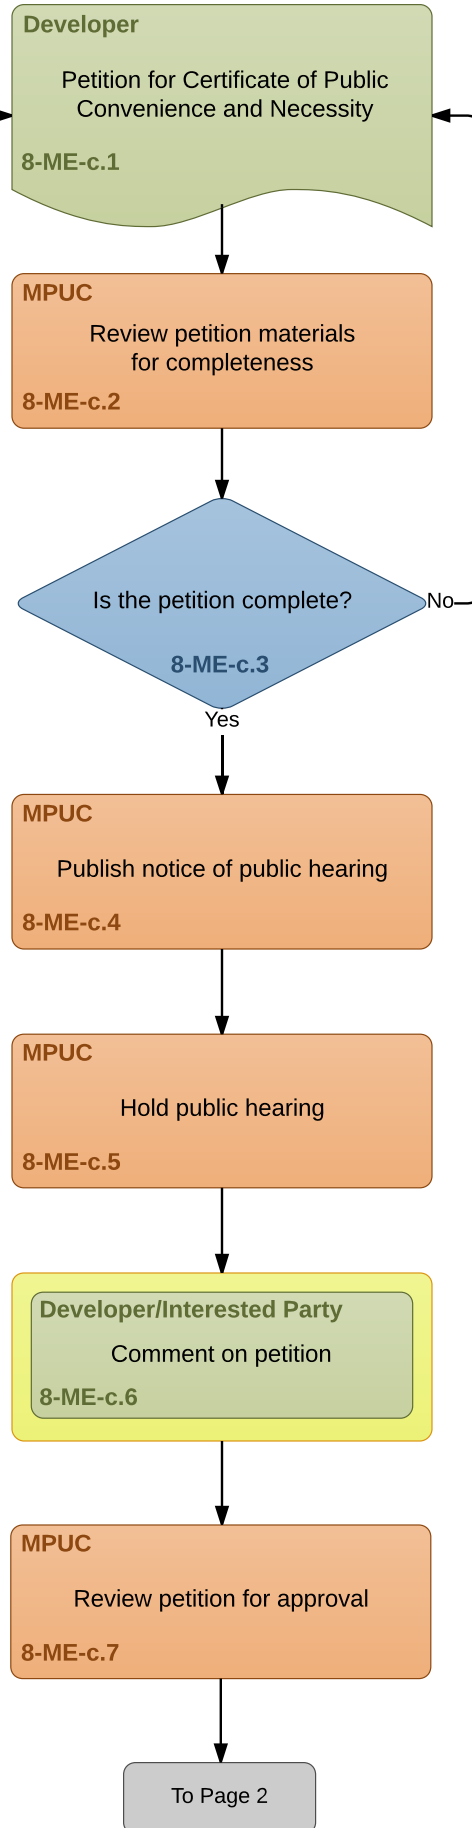 Developer
Petition for Certificate of Public
Convenience and Necessity
8-ME-c.1
MPUC
Review petition materials
for completeness
8-ME-c.2
Is the petition complete?
No
8-ME-c.3
Yes
MPUC
Publish notice of public hearing
8-ME-c.4
MPUC
Hold public hearing
8-ME-c.5
Developer/Interested Party
Comment on petition
8-ME-c.6
MPUC
Review petition for approval
8-ME-c.7
To Page 2